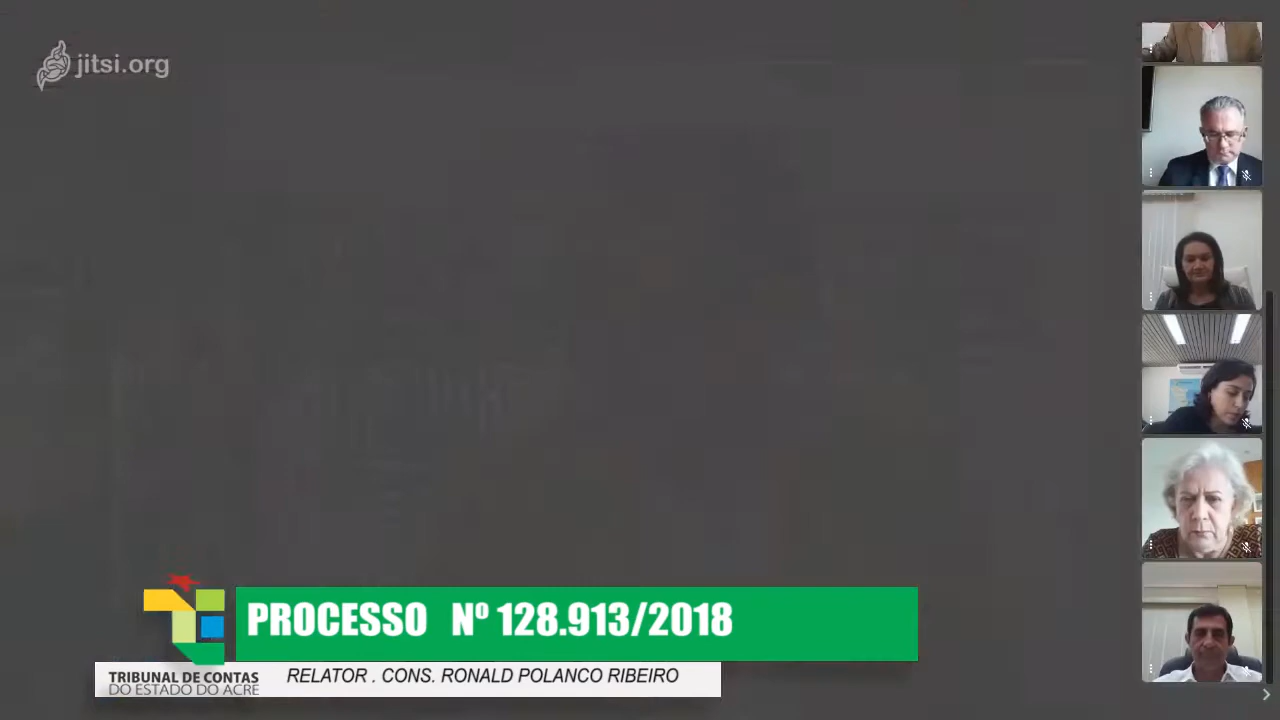 jitsi.org
PROCESSO Nº 128.913/2018
RELATOR . CONS. RONALD POLANCO RIBEIRO
TRIBUNAL DE CONTAS
DO ESTADO DO ACRE